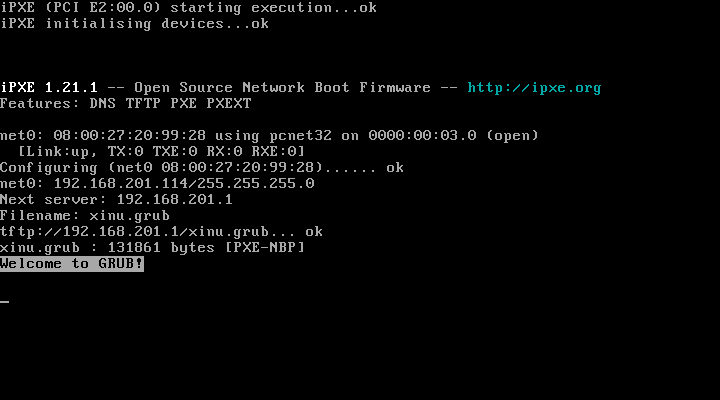 iPXE (PCI E2:00.0) starting execution...ok
iPXE initialising devices...ok
iPXE 1.21.1 -- Open Source Network Boot Firmware -- http://ipxe.org
Features: DNS TFTP PXE PXEXT
net0: 08:00:27:20:99:28 using pcnet32 on 0000:00:03.0 (open)
[Link:up, TX:0 TXE:0 RX:0 RXE:0]
Configuring (net0 08:00:27:20:99:28)...... ok
net0: 192.168.201.114/255.255.255.0
Next server: 192.168.201.1
Filename: xinu.grub
tftp://192.168.201.1/xinu.grub... ok
xinu.grub : 131861 bytes [PXE-NBP]
Welcome to GRUB!
_